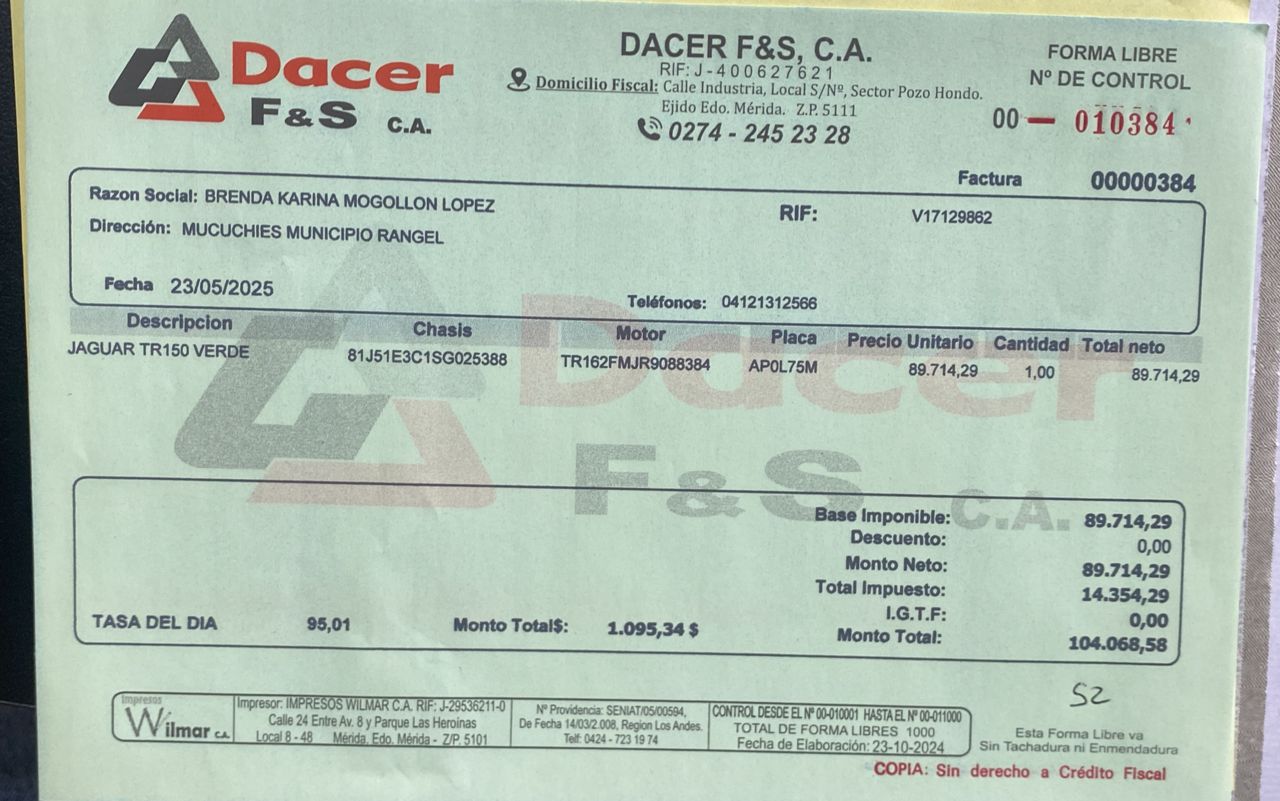 Dacer
F&S C.A.
DACER F&S, C.A.
RIF: J-400627621
Domicilio Fiscal: Calle Industria, Local S/Nº, Sector Pozo Hondo.
Ejido Edo. Mérida. Z.P. 5111
0274 - 245 23 28
FORMA LIBRE
Nº DE CONTROL
00 — 010384
Factura 00000384
Razon Social: BRENDA KARINA MOGOLLON LOPEZ RIF: V17129862
Dirección: MUCUCHIES MUNICIPIO RANGEL
Fecha 23/05/2025 Teléfonos: 04121312566
Descripcion Chasis Motor Placa Precio Unitario Cantidad Total neto
JAGUAR TR150 VERDE 81J51E3C1SG025388 TR162FMJR9088384 AP0L75M 89.714,29 1,00 89.714,29
Dacer
F&S C.A.
Base Imponible: 89.714,29
Descuento: 0,00
Monto Neto: 89.714,29
Total Impuesto: 14.354,29
I.G.T.F: 0,00
TASA DEL DIA 95,01 Monto Total$: 1.095,34 $ Monto Total: 104.068,58
52
Impresos
Wilmar C.A.
Impresor: IMPRESOS WILMAR C.A. RIF: J-29536211-0
Calle 24 Entre Av. 8 y Parque Las Heroinas
Local 8 - 48 Mérida, Edo. Mérida - Z/P. 5101
Nº Providencia: SENIAT/05/00594,
De Fecha 14/03/2.008, Region Los Andes.
Telf: 0424 - 723 19 74
CONTROL DESDE EL Nº 00-010001 HASTA EL Nº 00-011000
TOTAL DE FORMA LIBRES 1000
Fecha de Elaboración: 23-10-2024
Esta Forma Libre va
Sin Tachadura ni Enmendadura
COPIA: Sin derecho a Crédito Fiscal